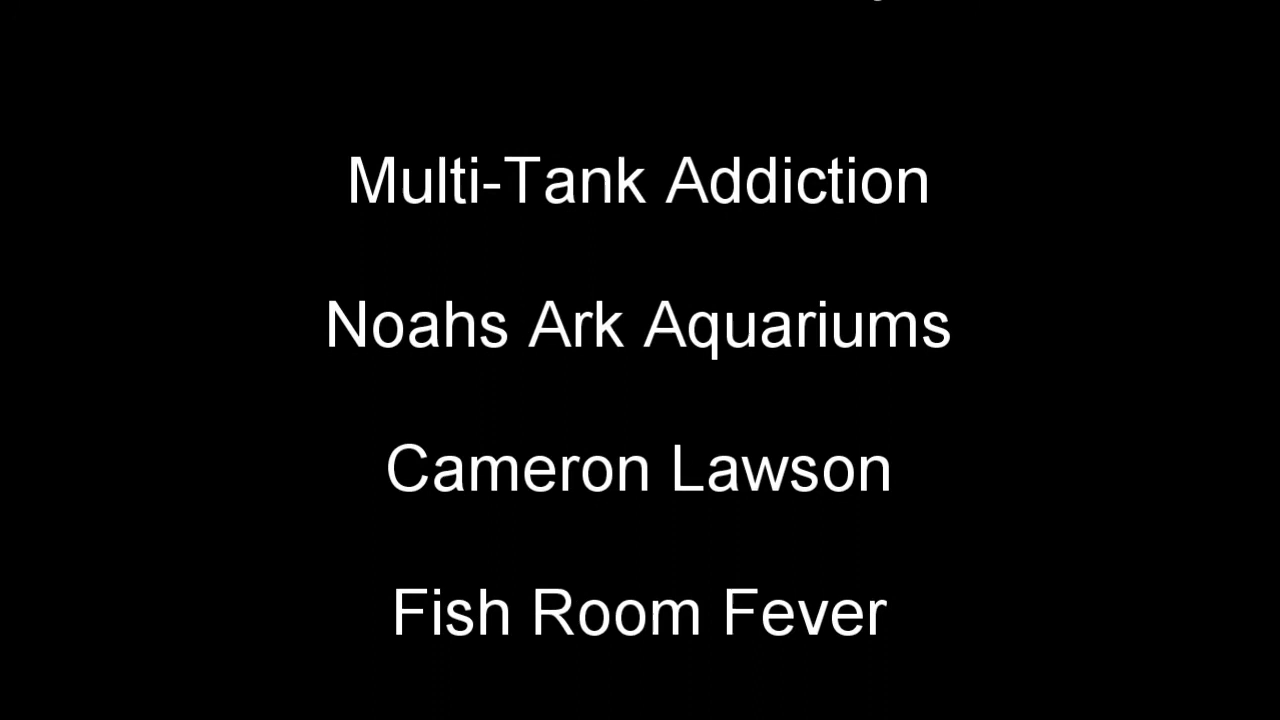 Multi-Tank Addiction
Noahs Ark Aquariums
Cameron Lawson
Fish Room Fever